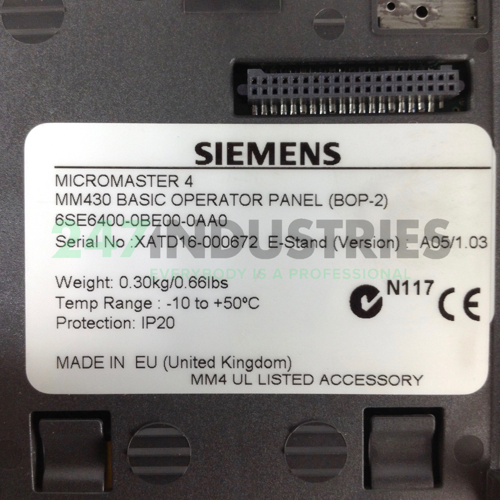 SIEMENS
MICROMASTER 4
MM430 BASIC OPERATOR PANEL (BOP-2)
6SE6400-0BE00-0AA0
Serial No :XATD16-000672 E-Stand (Version) : A05/1.03
247INDUSTRIES
EVERYBODY IS A PROFESSIONAL
Weight: 0.30kg/0.66lbs
Temp Range : -10 to +50ºC
Protection: IP20
N117 CE
MADE IN EU (United Kingdom)
MM4 UL LISTED ACCESSORY